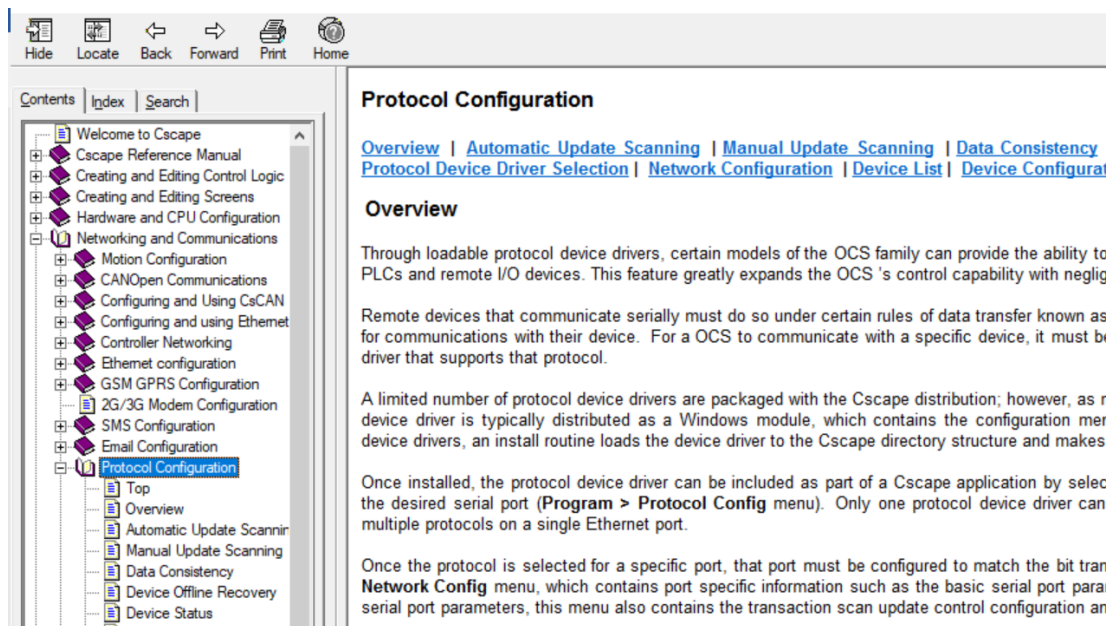 Hide Locate Back Forward Print Home
Contents Index Search
Welcome to Cscape
Cscape Reference Manual
Creating and Editing Control Logic
Creating and Editing Screens
Hardware and CPU Configuration
Networking and Communications
Motion Configuration
CANOpen Communications
Configuring and Using CsCAN
Configuring and using Ethernet
Controller Networking
Ethernet configuration
GSM GPRS Configuration
2G/3G Modem Configuration
SMS Configuration
Email Configuration
Protocol Configuration
Top
Overview
Automatic Update Scannin
Manual Update Scanning
Data Consistency
Device Offline Recovery
Device Status
Protocol Configuration
Overview | Automatic Update Scanning | Manual Update Scanning | Data Consistency
Protocol Device Driver Selection | Network Configuration | Device List | Device Configurat
Overview
Through loadable protocol device drivers, certain models of the OCS family can provide the ability to
PLCs and remote I/O devices. This feature greatly expands the OCS 's control capability with neglig
Remote devices that communicate serially must do so under certain rules of data transfer known as
for communications with their device. For a OCS to communicate with a specific device, it must be
driver that supports that protocol.
A limited number of protocol device drivers are packaged with the Cscape distribution; however, as
device driver is typically distributed as a Windows module, which contains the configuration
device drivers, an install routine loads the device driver to the Cscape directory structure and makes
Once installed, the protocol device driver can be included as part of a Cscape application by selec
the desired serial port (Program > Protocol Config menu). Only one protocol device driver can
multiple protocols on a single Ethernet port.
Once the protocol is selected for a specific port, that port must be configured to match the bit tran
Network Config menu, which contains port specific information such as the basic serial port para
serial port parameters, this menu also contains the transaction scan update control configuration an